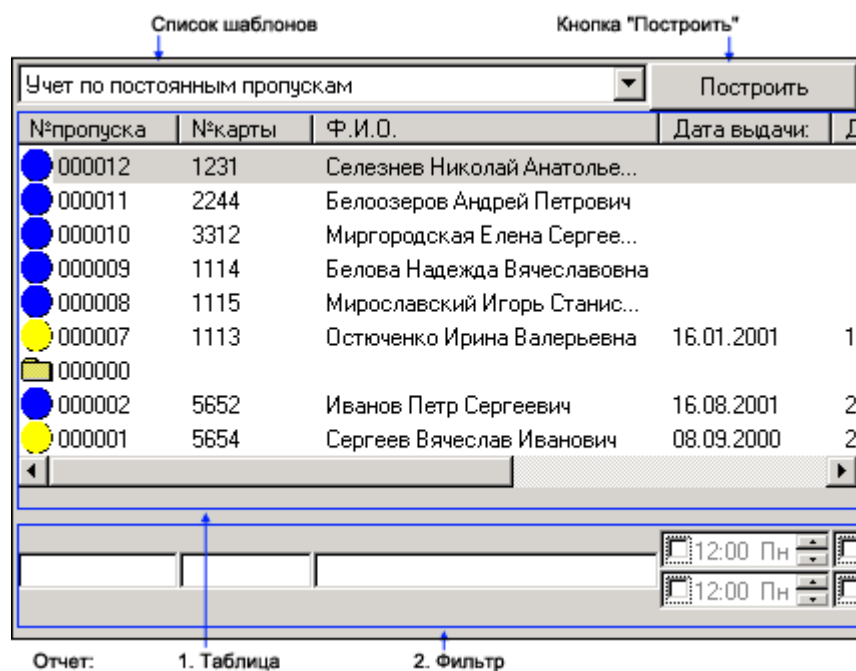 Список шаблонов Кнопка "Построить"
Учет по постоянным пропускам Построить
№пропуска №карты Ф.И.О. Дата выдачи: Д
000012 1231 Селезнев Николай Анатолье...
000011 2244 Белоозеров Андрей Петрович
000010 3312 Миргородская Елена Сергее...
000009 1114 Белова Надежда Вячеславовна
000008 1115 Мирославский Игорь Станис...
000007 1113 Остюченко Ирина Валерьевна 16.01.2001 1
000000
000002 5652 Иванов Петр Сергеевич 16.08.2001 2
000001 5654 Сергеев Вячеслав Иванович 08.09.2000 2
12:00 Пн
12:00 Пн
Отчет: 1. Таблица 2. Фильтр